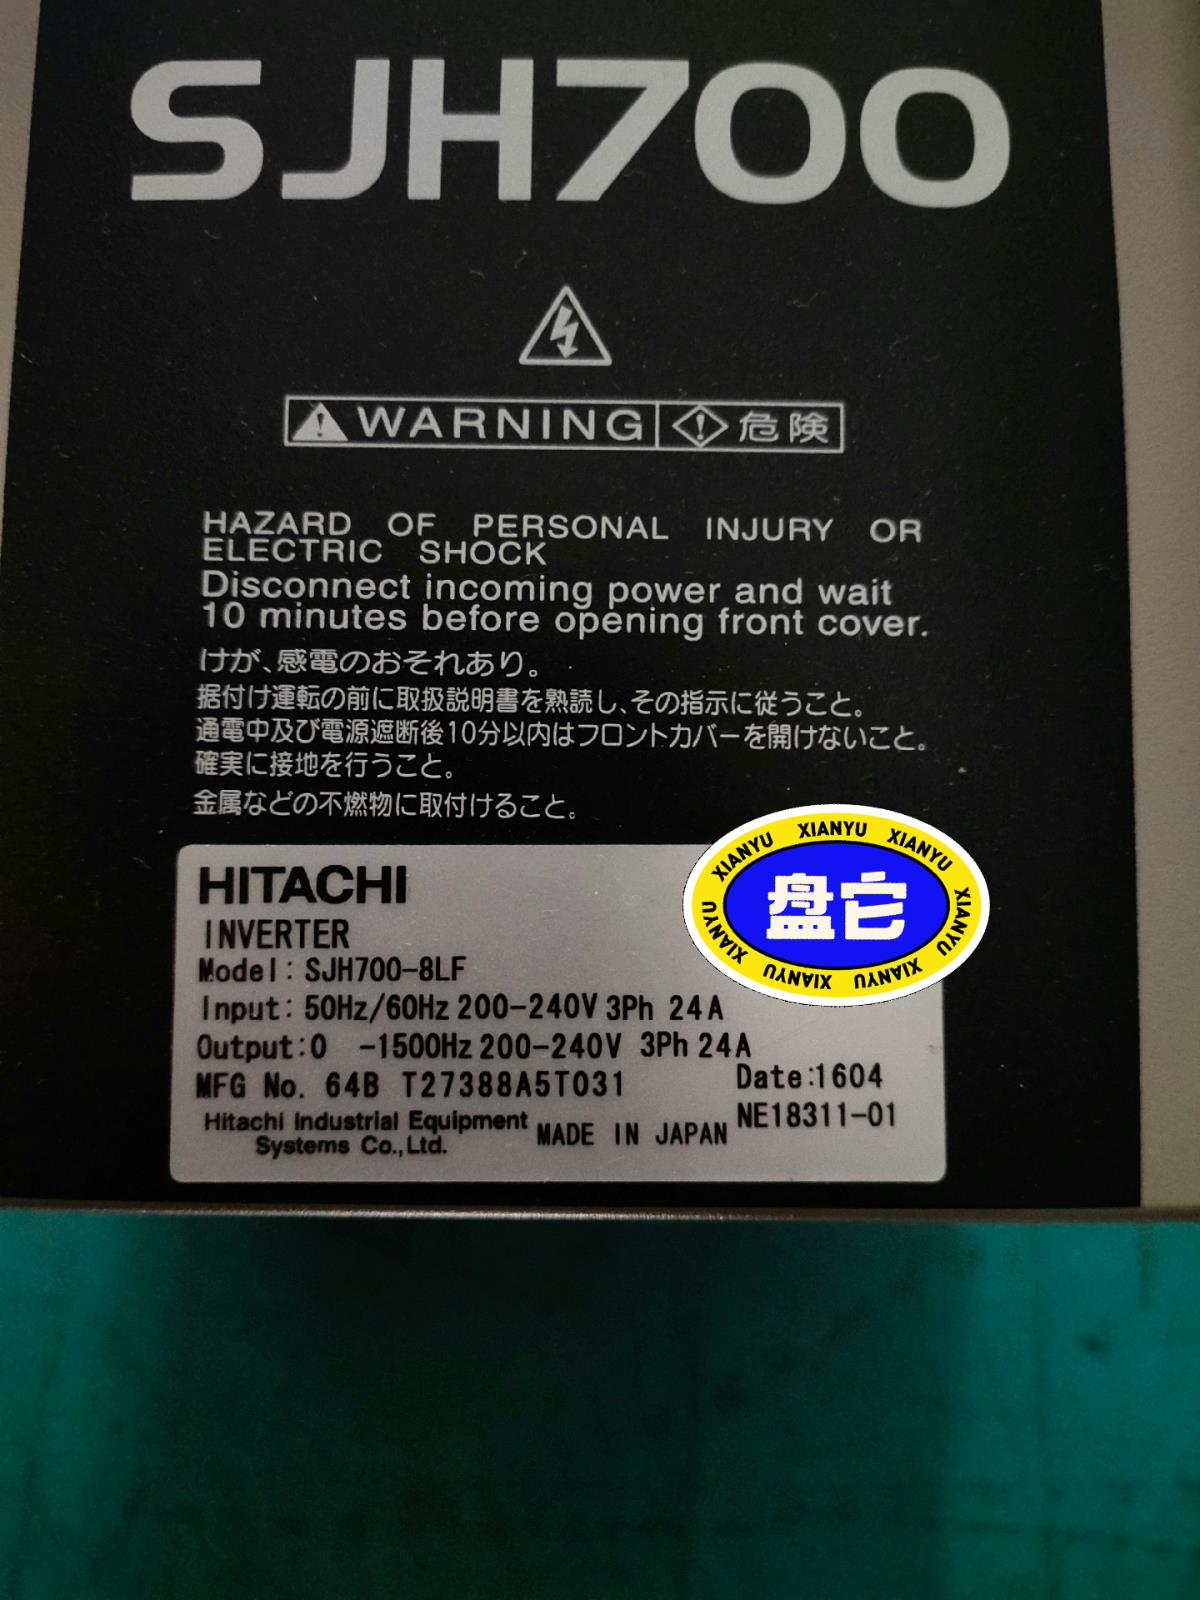 SJH700
WARNING 危険
HAZARD OF PERSONAL INJURY OR
ELECTRIC SHOCK
Disconnect incoming power and wait
10 minutes before opening front cover.
けが、感電のおそれあり。
据付け運転の前に取扱説明書を熟読し、その指示に従うこと。
通電中及び電源遮断後10分以内はフロントカバーを開けないこと。
確実に接地を行うこと。
金属などの不燃物に取付けること。
XIANYU XIANYU XIANYU XIANYU XIANYU XIANYU XIANYU XIANYU XIANYU
盘它
HITACHI
INVERTER
Model: SJH700-8LF
Input: 50Hz/60Hz 200-240V 3Ph 24A
Output:0 -1500Hz 200-240V 3Ph 24A
MFG No. 64B T27388A5T031 Date:1604
Hitachi Industrial Equipment
Systems Co.,Ltd. MADE IN JAPAN NE18311-01